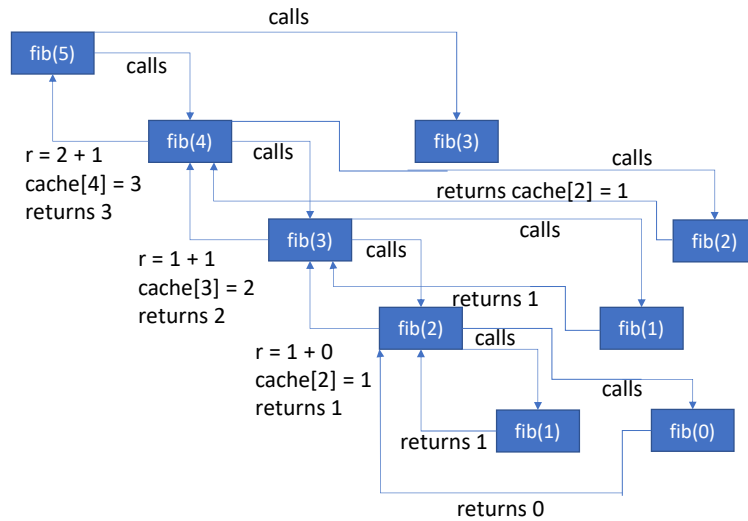 calls
fib(5)
calls
fib(4)
fib(3)
calls
calls
r = 2 + 1
cache[4] = 3
returns 3
returns cache[2] = 1
fib(3)
calls
fib(2)
calls
r = 1 + 1
cache[3] = 2
returns 2
returns 1
fib(2)
fib(1)
calls
r = 1 + 0
cache[2] = 1
returns 1
calls
fib(1)
fib(0)
returns 1
returns 0